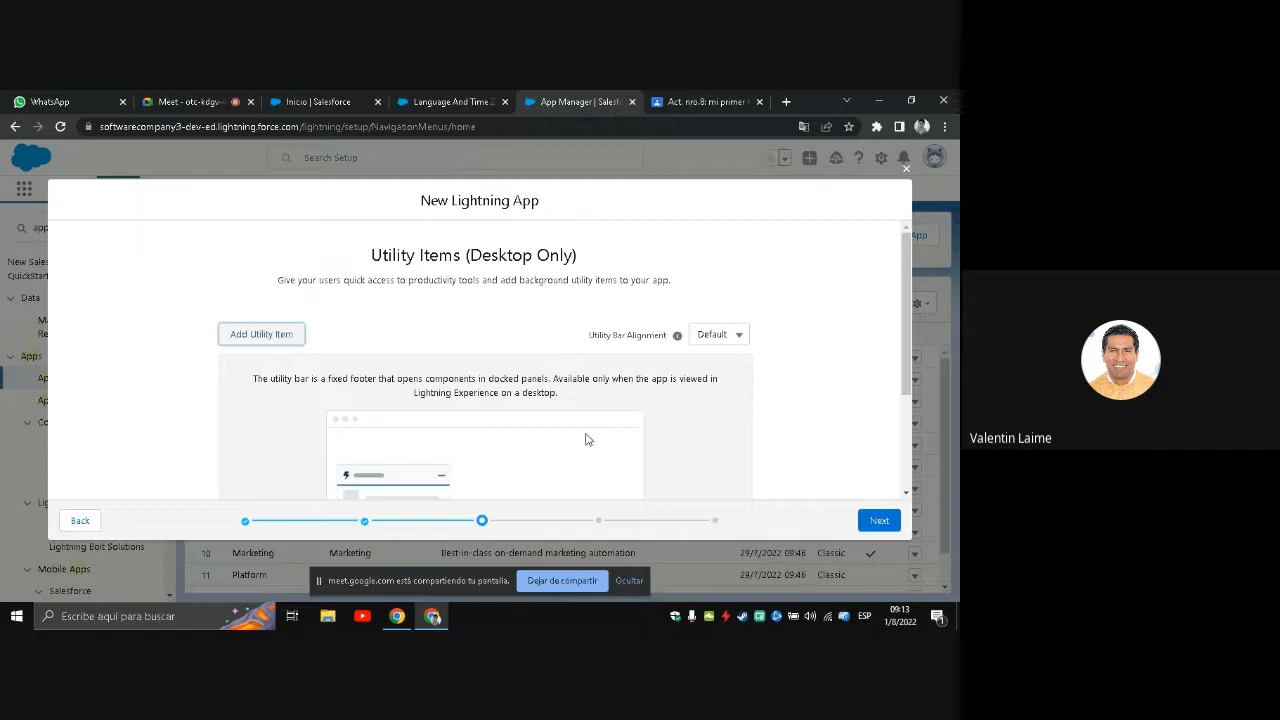 WhatsApp
Meet - otc-kdgv-
Inicio | Salesforce
Language And Time Z
App Manager | Salesf
Act. nro.8: mi primer
softwarecompany3-dev-ed.lightning.force.com/lightning/setup/NavigationMenus/home
Search Setup
New Lightning App
app
App
Utility Items (Desktop Only)
Give your users quick access to productivity tools and add background utility items to your app.
New Sales
QuickStart
Data
Add Utility Item
Utility Bar Alignment
Default
Apps
The utility bar is a fixed footer that opens components in docked panels. Available only when the app is viewed in
Lightning Experience on a desktop.
Valentin Laime
Back
Next
Lightning Bolt Solutions
10 Marketing Marketing Best-in-class on-demand marketing automation 29/7/2022 09:46 Classic
Mobile Apps
11 Platform 29/7/2022 09:46 Classic
meet.google.com está compartiendo tu pantalla.
Dejar de compartir
Ocultar
Salesforce
Escribe aquí para buscar
ESP
09:13
1/8/2022